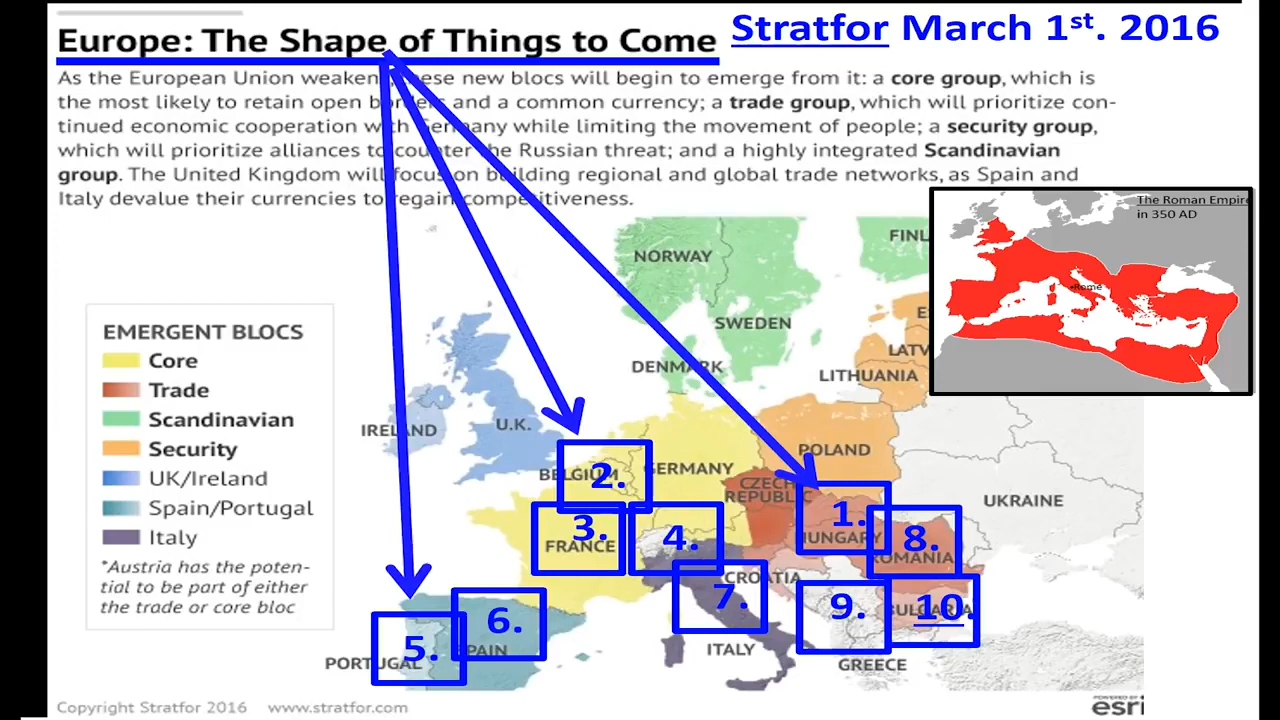 Europe: The Shape of Things to Come
Stratfor March 1st. 2016
As the European Union weakens, these new blocs will begin to emerge from it: a core group, which is
the most likely to retain open borders and a common currency; a trade group, which will prioritize con-
tinued economic cooperation with Germany while limiting the movement of people; a security group,
which will prioritize alliances to counter the Russian threat; and a highly integrated Scandinavian
group. The United Kingdom will focus on building regional and global trade networks, as Spain and
Italy devalue their currencies to regain competitiveness.
The Roman Empire
in 350 AD
Rome
NORWAY
FINL
SWEDEN
DENMARK
LATV
LITHUANIA
EMERGENT BLOCS
Core
Trade
Scandinavian
Security
UK/Ireland
Spain/Portugal
Italy
*Austria has the poten-
tial to be part of either
the trade or core bloc
IRELAND
U.K.
POLAND
BELGIUM
2.
GERMANY
CZECH
REPUBLIC
UKRAINE
1.
3.
4.
8.
HUNGARY
FRANCE
ROMANIA
CROATIA
7.
9.
BULGARIA
10.
6.
5.
SPAIN
PORTUGAL
ITALY
GREECE
Copyright Stratfor 2016 www.stratfor.com
POWERED BY
esri